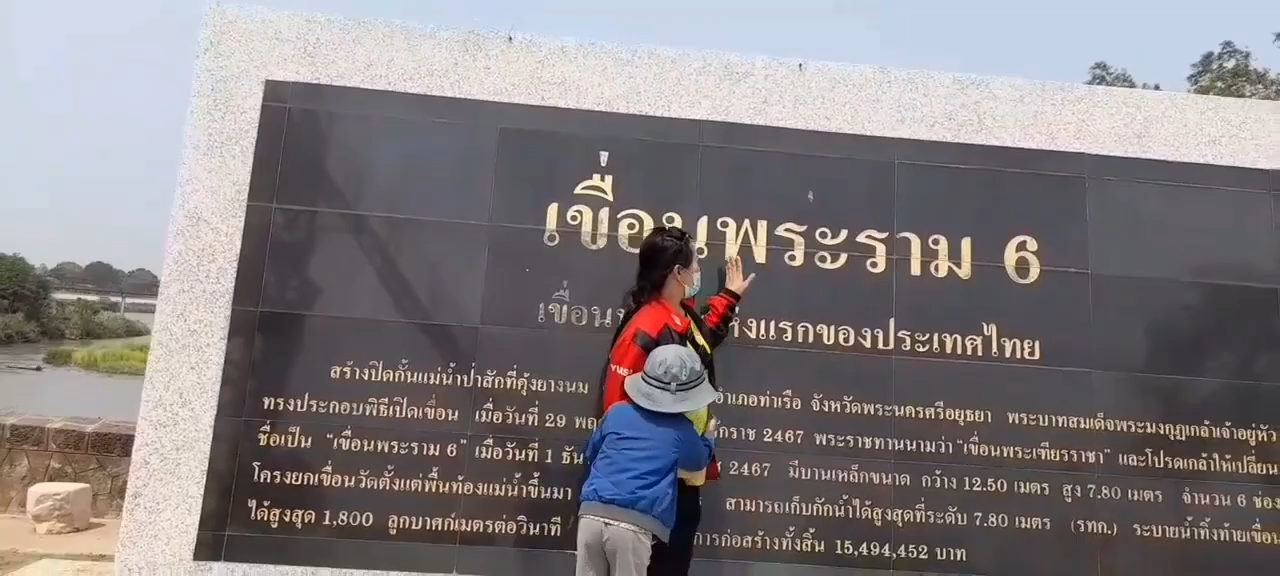 เขื่อนพระราม 6
เขื่อน งแรกของประเทศไทย
สร้างปิดกั้นแม่น้ำป่าสักที่คุ้งยางนม อำเภอท่าเรือ จังหวัดพระนครศรีอยุธยา พระบาทสมเด็จพระมงกุฎเกล้าเจ้าอยู่หัว
ทรงประกอบพิธีเปิดเขื่อน เมื่อวันที่ 29 พฤ กราช 2467 พระราชทานนามว่า "เขื่อนพระเฑียรราชา" และโปรดเกล้าให้เปลี่ยน
ชื่อเป็น "เขื่อนพระราม 6" เมื่อวันที่ 1 ธัน 2467 มีบานเหล็กขนาด กว้าง 12.50 เมตร สูง 7.80 เมตร จำนวน 6 ช่อง
โครงยกเขื่อนวัดตั้งแต่พื้นท้องแม่น้ำขึ้นมา สามารถเก็บกักน้ำได้สูงสุดที่ระดับ 7.80 เมตร (รทก.) ระบายน้ำทิ้งท้ายเขื่อน
ได้สูงสุด 1,800 ลูกบาศก์เมตรต่อวินาที การก่อสร้างทั้งสิ้น 15,494,452 บาท